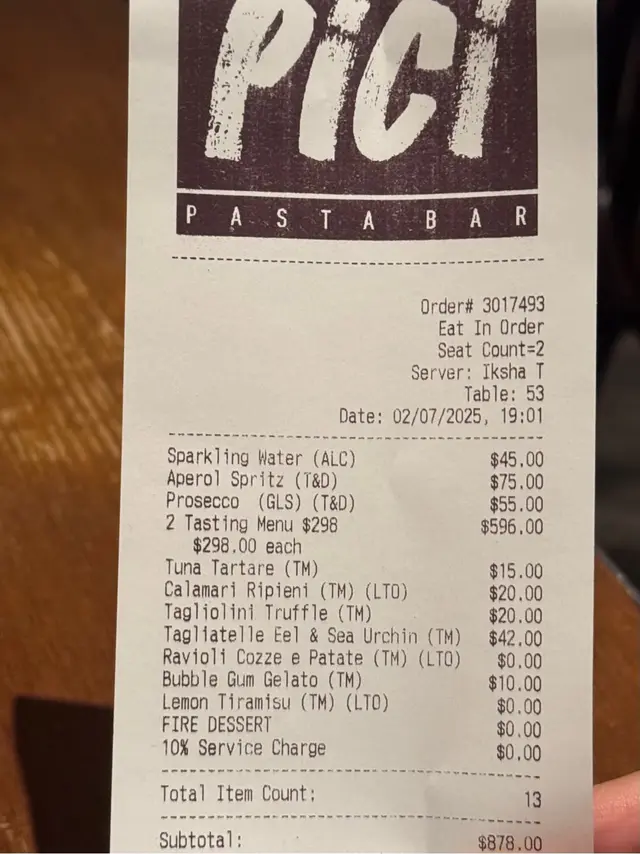 PiCi
PASTA BAR
Order# 3017493
Eat In Order
Seat Count=2
Server: Iksha T
Table: 53
Date: 02/07/2025, 19:01
Sparkling Water (ALC) $45.00
Aperol Spritz (T&D) $75.00
Prosecco (GLS) (T&D) $55.00
2 Tasting Menu $298 $596.00
$298.00 each
Tuna Tartare (TM) $15.00
Calamari Ripieni (TM) (LTO) $20.00
Tagliolini Truffle (TM) $20.00
Tagliatelle Eel & Sea Urchin (TM) $42.00
Ravioli Cozze e Patate (TM) (LTO) $0.00
Bubble Gum Gelato (TM) $10.00
Lemon Tiramisu (TM) (LTO) $0.00
FIRE DESSERT $0.00
10% Service Charge $0.00
Total Item Count: 13
Subtotal: $878.00